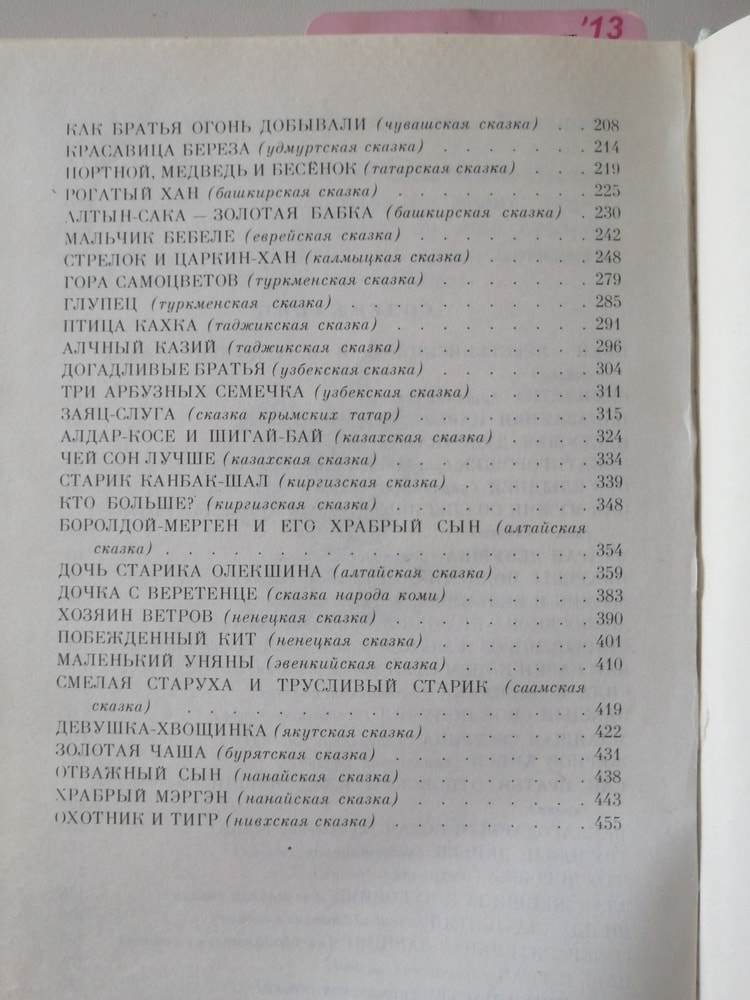 '13
КАК БРАТЬЯ ОГОНЬ ДОБЫВАЛИ (чувашская сказка) . . 208
КРАСАВИЦА БЕРЕЗА (удмуртская сказка) . . . . . . . 214
ПОРТНОЙ, МЕДВЕДЬ И БЕСЁНОК (татарская сказка) . . . 219
РОГАТЫЙ ХАН (башкирская сказка) . . . . . . . . . 225
АЛТЫН-САКА — ЗОЛОТАЯ БАБКА (башкирская сказка) . 230
МАЛЬЧИК БЕБЕЛЕ (еврейская сказка) . . . . . . . . 242
СТРЕЛОК И ЦАРКИН-ХАН (калмыцкая сказка) . . . . . 248
ГОРА САМОЦВЕТОВ (туркменская сказка) . . . . . . . 279
ГЛУПЕЦ (туркменская сказка) . . . . . . . . . . . 285
ПТИЦА КАХКА (таджикская сказка) . . . . . . . . . 291
АЛЧНЫЙ КАЗИЙ (таджикская сказка) . . . . . . . . 296
ДОГАДЛИВЫЕ БРАТЬЯ (узбекская сказка) . . . . . . . 304
ТРИ АРБУЗНЫХ СЕМЕЧКА (узбекская сказка) . . . . . 311
ЗАЯЦ-СЛУГА (сказка крымских татар) . . . . . . . . 315
АЛДАР-КОСЕ И ШИГАЙ-БАЙ (казахская сказка) . . . . 324
ЧЕЙ СОН ЛУЧШЕ (казахская сказка) . . . . . . . . . 334
СТАРИК КАНБАК-ШАЛ (киргизская сказка) . . . . . . 339
КТО БОЛЬШЕ? (киргизская сказка) . . . . . . . . . 348
БОРОЛДОЙ-МЕРГЕН И ЕГО ХРАБРЫЙ СЫН (алтайская
сказка) . . . . . . . . . . . . . . . . . . . 354
ДОЧЬ СТАРИКА ОЛЕКШИНА (алтайская сказка) . . . . 359
ДОЧКА С ВЕРЕТЕНЦЕ (сказка народа коми) . . . . . . 383
ХОЗЯИН ВЕТРОВ (ненецкая сказка) . . . . . . . . . 390
ПОБЕЖДЕННЫЙ КИТ (ненецкая сказка) . . . . . . . . 401
МАЛЕНЬКИЙ УНЯНЫ (эвенкийская сказка) . . . . . . 410
СМЕЛАЯ СТАРУХА И ТРУСЛИВЫЙ СТАРИК (саамская
сказка) . . . . . . . . . . . . . . . . . . 419
ДЕВУШКА-ХВОЩИНКА (якутская сказка) . . . . . . . 422
ЗОЛОТАЯ ЧАША (бурятская сказка) . . . . . . . . . 431
ОТВАЖНЫЙ СЫН (нанайская сказка) . . . . . . . . 438
ХРАБРЫЙ МЭРГЭН (нанайская сказка) . . . . . . . . 443
ОХОТНИК И ТИГР (нивхская сказка) . . . . . . . . . 455